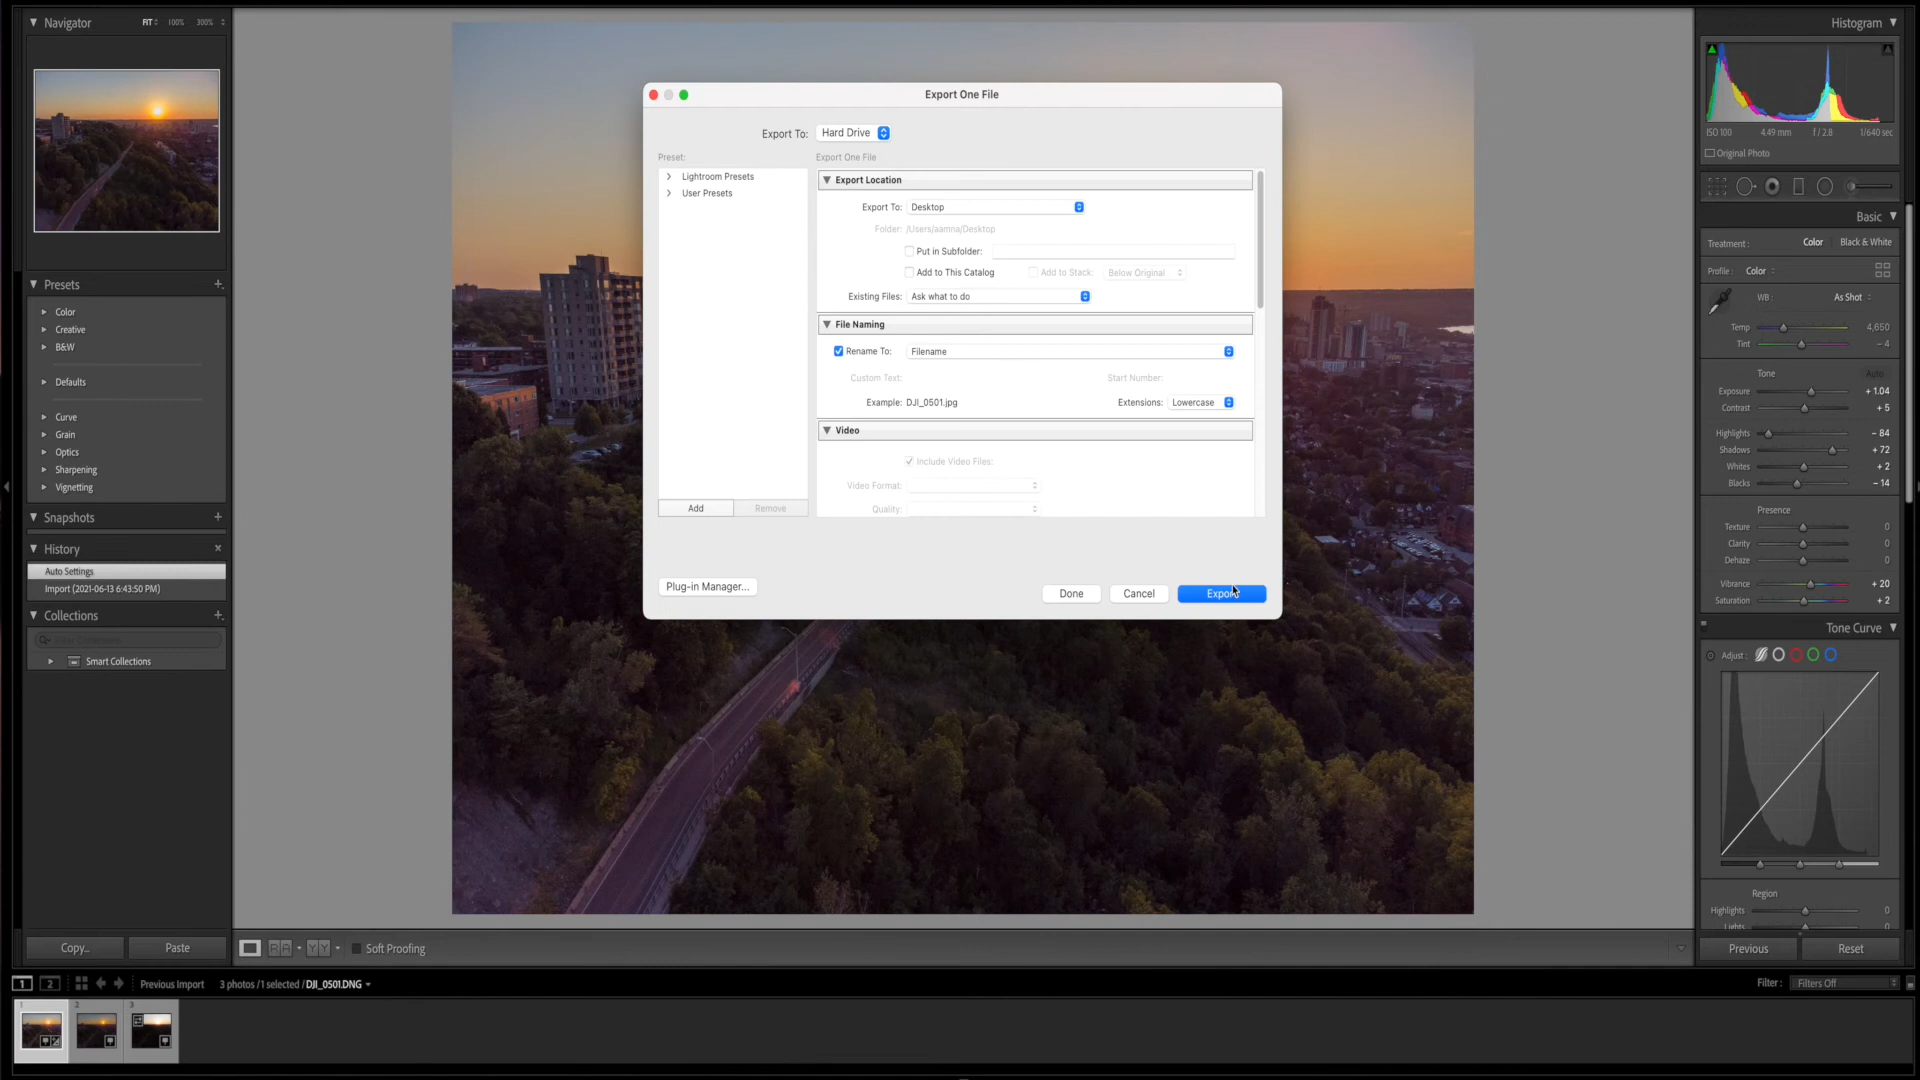 Navigator
FIT
100%
300%
Presets
Color
Creative
B&W
Defaults
Curve
Grain
Optics
Sharpening
Vignetting
Snapshots
History
Auto Settings
Import (2021-06-13 6:43:50 PM)
Collections
Smart Collections
Copy...
Paste
Export One File
Export To:
Hard Drive
Preset:
Export One File
Lightroom Presets
User Presets
Add
Remove
Export Location
Export To:
Desktop
Folder:
/Users/aamna/Desktop
Put in Subfolder:
Add to This Catalog
Add to Stack:
Below Original
Existing Files:
Ask what to do
File Naming
Rename To:
Filename
Custom Text:
Start Number:
Example:
DJI_0501.jpg
Extensions:
Lowercase
Video
Include Video Files:
Video Format:
Quality:
Plug-in Manager...
Done
Cancel
Export
Histogram
ISO 100
4.49 mm
f / 2.8
1/640 sec
Original Photo
Basic
Treatment :
Color
Black & White
Profile :
Color
WB :
As Shot
Temp
4,650
Tint
– 4
Tone
Auto
Exposure
+ 1.04
Contrast
+ 5
Highlights
– 84
Shadows
+ 72
Whites
+ 2
Blacks
– 14
Presence
Texture
0
Clarity
0
Dehaze
0
Vibrance
+ 20
Saturation
+ 2
Tone Curve
Adjust :
Region
Highlights
0
Lights
0
Previous
Reset
R A
Y Y
Soft Proofing
1
2
Previous Import
3 photos / 1 selected / DJI_0501.DNG
Filter :
Filters Off
1
2
3